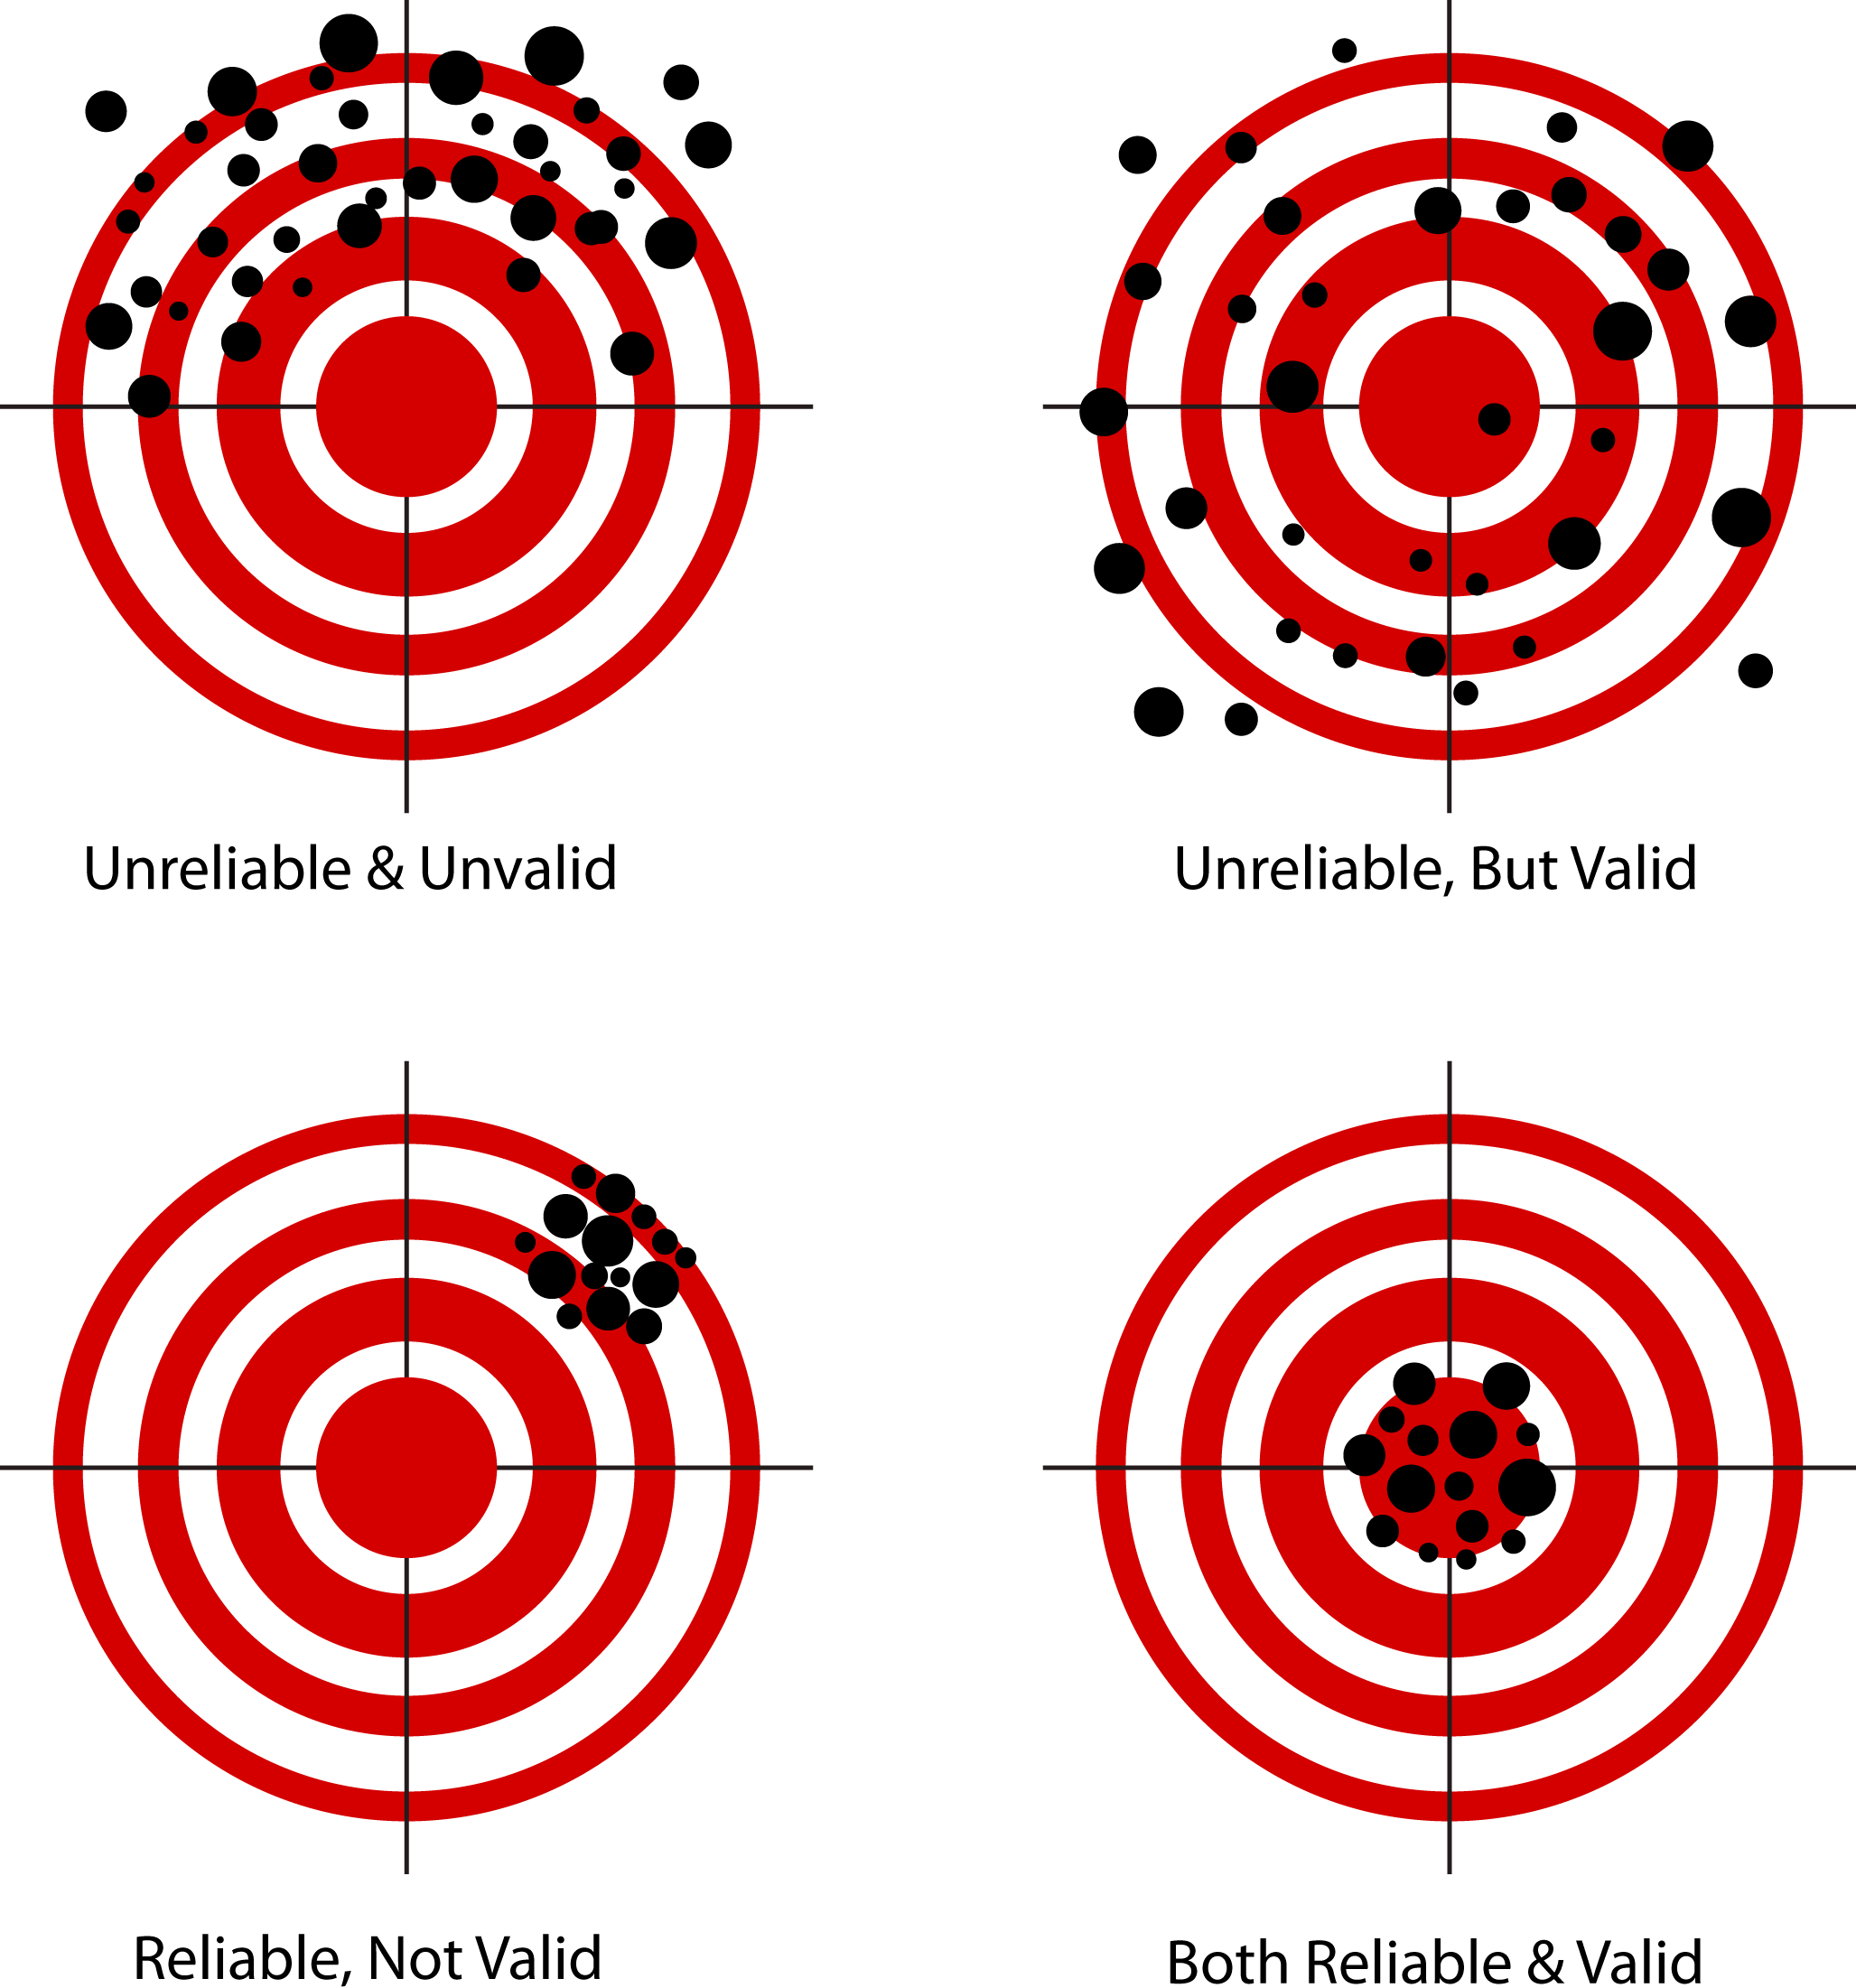 Unreliable & Unvalid
Unreliable, But Valid
Reliable, Not Valid
Both Reliable & Valid